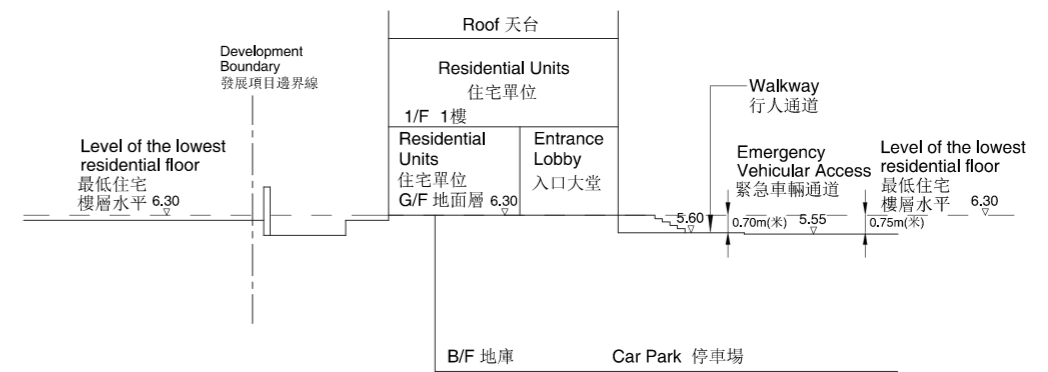 Roof 天台
Development
Boundary
發展項目邊界線
Residential Units
住宅單位
1/F 1樓
Walkway
行人通道
Level of the lowest
residential floor
最低住宅
樓層水平 6.30
Residential
Units
住宅單位
G/F 地面層 6.30
Entrance
Lobby
入口大堂
Emergency
Vehicular Access
緊急車輛通道
Level of the lowest
residential floor
最低住宅
樓層水平 6.30
5.60
0.70m(米)
5.55
0.75m(米)
B/F 地庫
Car Park 停車場